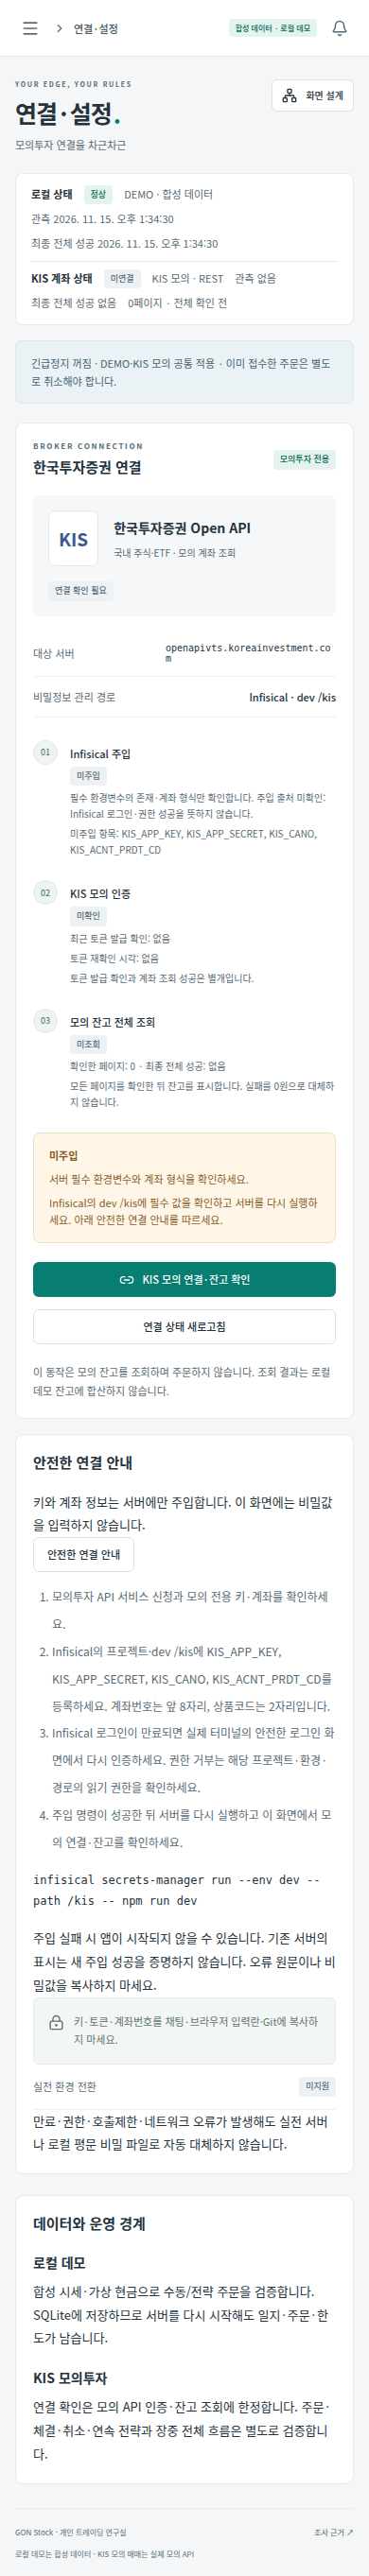 연결·설정
합성 데이터 · 로컬 데모
YOUR EDGE, YOUR RULES
연결·설정.
화면 설계
모의투자 연결을 차근차근
로컬 상태 정상 DEMO · 합성 데이터
관측 2026. 11. 15. 오후 1:34:30
최종 전체 성공 2026. 11. 15. 오후 1:34:30
KIS 계좌 상태 미연결 KIS 모의 · REST 관측 없음
최종 전체 성공 없음 0페이지 · 전체 확인 전
긴급정지 꺼짐 · DEMO·KIS 모의 공통 적용 · 이미 접수한 주문은 별도
로 취소해야 합니다.
BROKER CONNECTION
한국투자증권 연결
모의투자 전용
KIS
한국투자증권 Open API
국내 주식·ETF · 모의 계좌 조회
연결 확인 필요
대상 서버 openapivts.koreainvestment.co
m
비밀정보 관리 경로 Infisical · dev /kis
01 Infisical 주입
미주입
필수 환경변수의 존재·계좌 형식만 확인합니다. 주입 출처 미확인:
Infisical 로그인·권한 성공을 뜻하지 않습니다.
미주입 항목: KIS_APP_KEY, KIS_APP_SECRET, KIS_CANO,
KIS_ACNT_PRDT_CD
02 KIS 모의 인증
미확인
최근 토큰 발급 확인: 없음
토큰 재확인 시각: 없음
토큰 발급 확인과 계좌 조회 성공은 별개입니다.
03 모의 잔고 전체 조회
미조회
확인한 페이지: 0 · 최종 전체 성공: 없음
모든 페이지를 확인한 뒤 잔고를 표시합니다. 실패를 0원으로 대체하
지 않습니다.
미주입
서버 필수 환경변수와 계좌 형식을 확인하세요.
Infisical의 dev /kis에 필수 값을 확인하고 서버를 다시 실행하
세요. 아래 안전한 연결 안내를 따르세요.
KIS 모의 연결·잔고 확인
연결 상태 새로고침
이 동작은 모의 잔고를 조회하며 주문하지 않습니다. 조회 결과는 로컬
데모 잔고에 합산하지 않습니다.
안전한 연결 안내
키와 계좌 정보는 서버에만 주입합니다. 이 화면에는 비밀값
을 입력하지 않습니다.
안전한 연결 안내
1. 모의투자 API 서비스 신청과 모의 전용 키·계좌를 확인하세
요.
2. Infisical의 프로젝트·dev /kis에 KIS_APP_KEY,
KIS_APP_SECRET, KIS_CANO, KIS_ACNT_PRDT_CD를
등록하세요. 계좌번호는 앞 8자리, 상품코드는 2자리입니다.
3. Infisical 로그인이 만료되면 실제 터미널의 안전한 로그인 화
면에서 다시 인증하세요. 권한 거부는 해당 프로젝트·환경·
경로의 읽기 권한을 확인하세요.
4. 주입 명령이 성공한 뒤 서버를 다시 실행하고 이 화면에서 모
의 연결·잔고를 확인하세요.
infisical secrets-manager run --env dev --
path /kis -- npm run dev
주입 실패 시 앱이 시작되지 않을 수 있습니다. 기존 서버의
표시는 새 주입 성공을 증명하지 않습니다. 오류 원문이나 비
밀값을 복사하지 마세요.
키·토큰·계좌번호를 채팅·브라우저 입력란·Git에 복사하
지 마세요.
실전 환경 전환 미지원
만료·권한·호출제한·네트워크 오류가 발생해도 실전 서버
나 로컬 평문 비밀 파일로 자동 대체하지 않습니다.
데이터와 운영 경계
로컬 데모
합성 시세·가상 현금으로 수동/전략 주문을 검증합니다.
SQLite에 저장하므로 서버를 다시 시작해도 일지·주문·한
도가 남습니다.
KIS 모의투자
연결 확인은 모의 API 인증·잔고 조회에 한정합니다. 주문·
체결·취소·연속 전략과 장중 전체 흐름은 별도로 검증합니
다.
GON Stock · 개인 트레이딩 연구실
조사 근거 ↗
로컬 데모는 합성 데이터 · KIS 모의 매매는 실제 모의 API